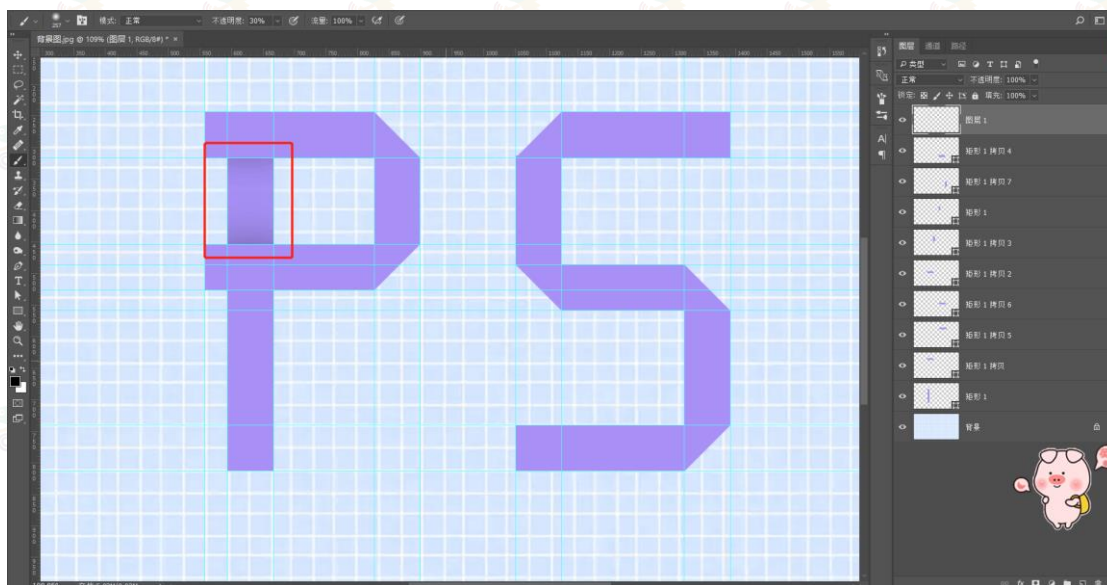 257 模式: 正常 不透明度: 30% 流量: 100%
背景图.jpg @ 109% (图层 1, RGB/8#) * ×
图层 通道 路径
类型
正常 不透明度: 100%
锁定: 填充: 100%
图层 1
矩形 1 拷贝 4
矩形 1 拷贝 7
矩形 1
矩形 1 拷贝 3
矩形 1 拷贝 2
矩形 1 拷贝 6
矩形 1 拷贝 5
矩形 1 拷贝
矩形 1
背景
PS